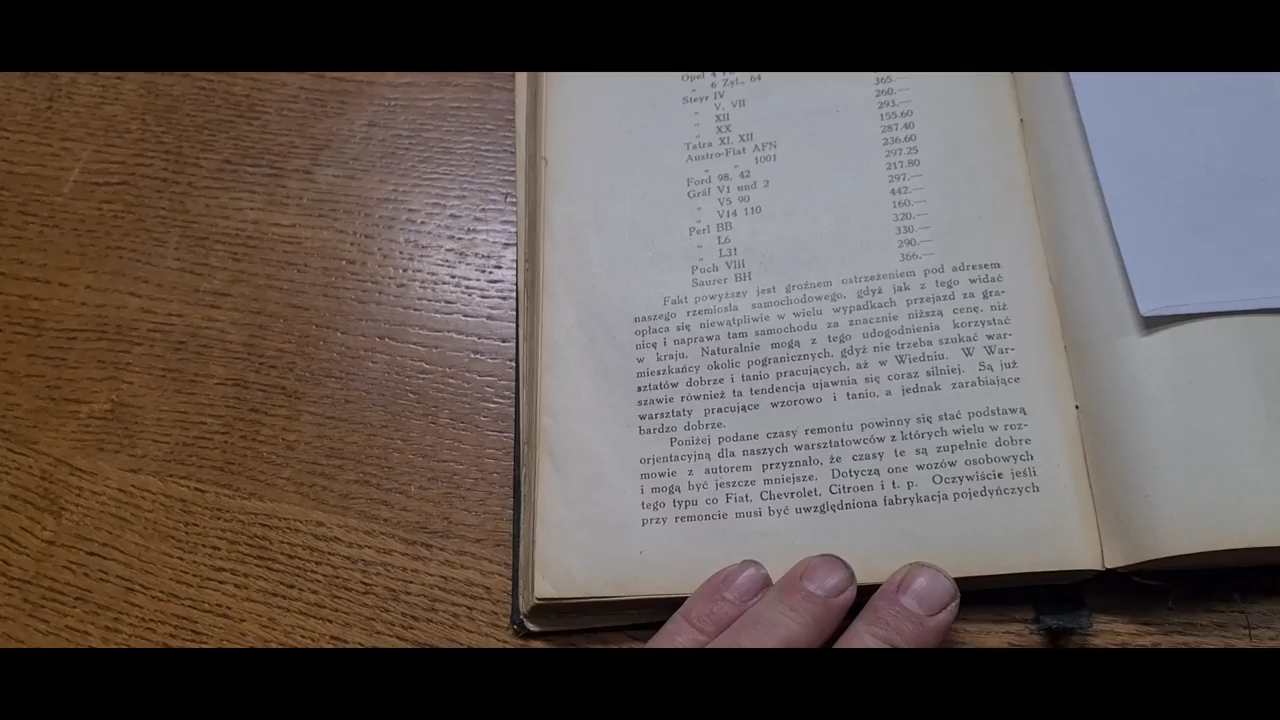 Opel 4
„ 6 Zyl., 64
Steyr IV
„ V, VII 365.—
„ XII 260.—
„ XX 293.—
Tatra XI, XII 155.60
Austro-Fiat AFN 287.40
„ „ 1001 236.60
Ford 98, 42 297.25
Gräf V1 und 2 217.80
„ V5 90 297.—
„ V14 110 442.—
Perl BB 160.—
„ L6 320.—
„ L31 330.—
Puch VIII 290.—
Saurer BH 366.—
Fakt powyższy jest groźnem ostrzeżeniem pod adresem
naszego rzemiosła samochodowego, gdyż jak z tego widać
opłaca się niewątpliwie w wielu wypadkach przejazd za gra-
nicę i naprawa tam samochodu za znacznie niższą cenę, niż
w kraju. Naturalnie mogą z tego udogodnienia korzystać
mieszkańcy okolic pogranicznych, gdyż nie trzeba szukać war-
sztatów dobrze i tanio pracujących, aż w Wiedniu. W War-
szawie również ta tendencja ujawnia się coraz silniej. Są już
warsztaty pracujące wzorowo i tanio, a jednak zarabiające
bardzo dobrze.
Poniżej podane czasy remontu powinny się stać podstawą
orjentacyjną dla naszych warsztatowców z których wielu w roz-
mowie z autorem przyznało, że czasy te są zupełnie dobre
i mogą być jeszcze mniejsze. Dotyczą one wozów osobowych
tego typu co Fiat, Chevrolet, Citroen i t. p. Oczywiście jeśli
przy remoncie musi być uwzględniona fabrykacja pojedyńczych